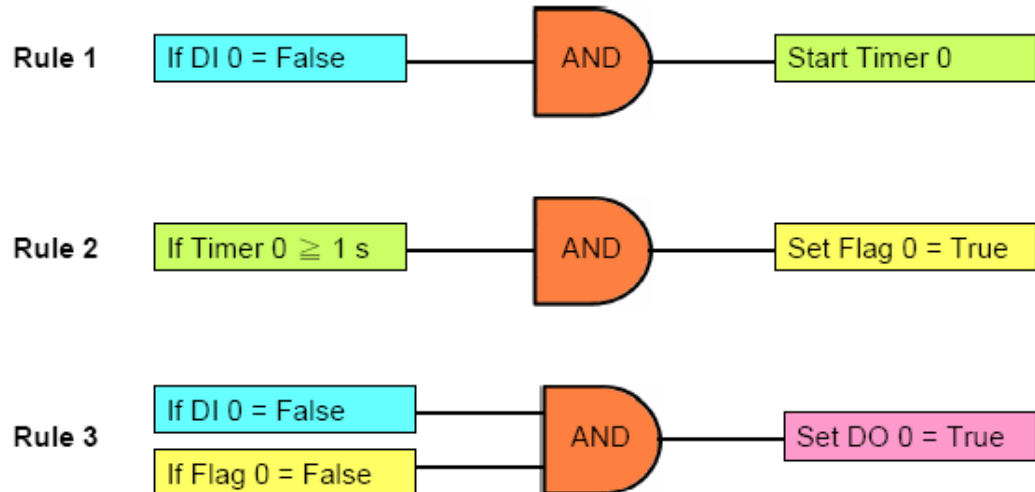 Rule 1
If DI 0 = False
AND
Start Timer 0
Rule 2
If Timer 0 ≧ 1 s
AND
Set Flag 0 = True
Rule 3
If DI 0 = False
If Flag 0 = False
AND
Set DO 0 = True